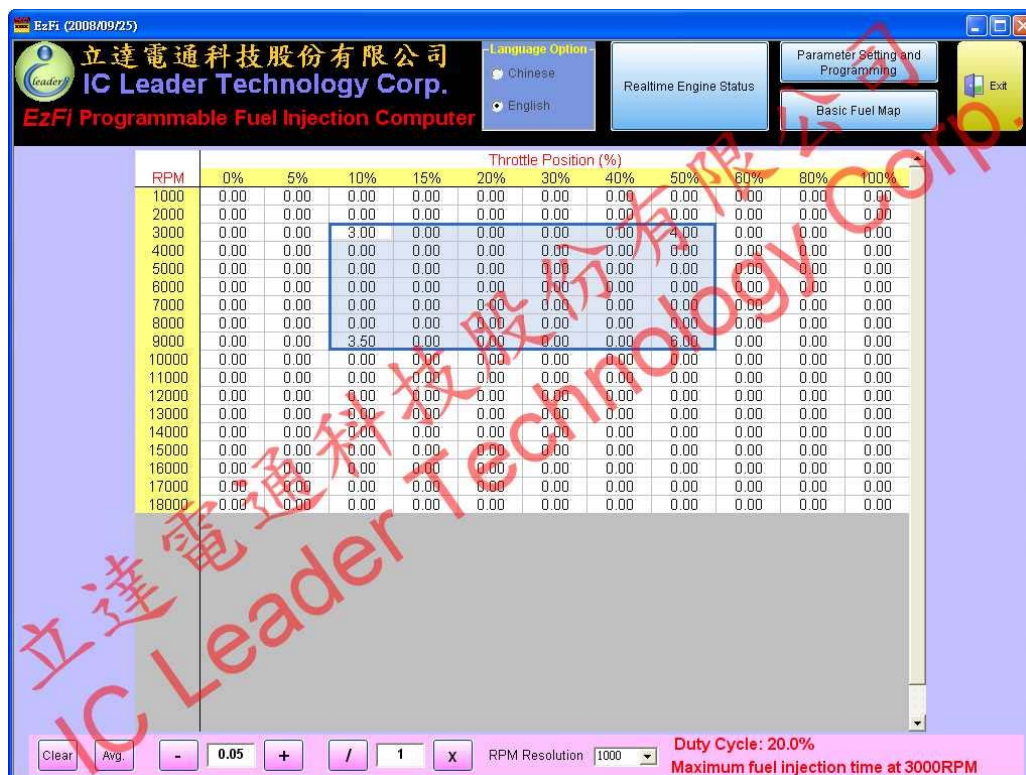 EzFi (2008/09/25)
立達電通科技股份有限公司
IC Leader Technology Corp.
EzFi Programmable Fuel Injection Computer
Leader
Language Option
Chinese
English
Realtime Engine Status
Parameter Setting and
Programming
Basic Fuel Map
Exit
Throttle Position (%)
RPM 0% 5% 10% 15% 20% 30% 40% 50% 60% 80% 100%
1000 0.00 0.00 0.00 0.00 0.00 0.00 0.00 0.00 0.00 0.00 0.00
2000 0.00 0.00 0.00 0.00 0.00 0.00 0.00 0.00 0.00 0.00 0.00
3000 0.00 0.00 3.00 0.00 0.00 0.00 0.00 4.00 0.00 0.00 0.00
4000 0.00 0.00 0.00 0.00 0.00 0.00 0.00 0.00 0.00 0.00 0.00
5000 0.00 0.00 0.00 0.00 0.00 0.00 0.00 0.00 0.00 0.00 0.00
6000 0.00 0.00 0.00 0.00 0.00 0.00 0.00 0.00 0.00 0.00 0.00
7000 0.00 0.00 0.00 0.00 0.00 0.00 0.00 0.00 0.00 0.00 0.00
8000 0.00 0.00 0.00 0.00 0.00 0.00 0.00 0.00 0.00 0.00 0.00
9000 0.00 0.00 3.50 0.00 0.00 0.00 0.00 6.00 0.00 0.00 0.00
10000 0.00 0.00 0.00 0.00 0.00 0.00 0.00 0.00 0.00 0.00 0.00
11000 0.00 0.00 0.00 0.00 0.00 0.00 0.00 0.00 0.00 0.00 0.00
12000 0.00 0.00 0.00 0.00 0.00 0.00 0.00 0.00 0.00 0.00 0.00
13000 0.00 0.00 0.00 0.00 0.00 0.00 0.00 0.00 0.00 0.00 0.00
14000 0.00 0.00 0.00 0.00 0.00 0.00 0.00 0.00 0.00 0.00 0.00
15000 0.00 0.00 0.00 0.00 0.00 0.00 0.00 0.00 0.00 0.00 0.00
16000 0.00 0.00 0.00 0.00 0.00 0.00 0.00 0.00 0.00 0.00 0.00
17000 0.00 0.00 0.00 0.00 0.00 0.00 0.00 0.00 0.00 0.00 0.00
18000 0.00 0.00 0.00 0.00 0.00 0.00 0.00 0.00 0.00 0.00 0.00
立達電通科技股份有限公司
IC Leader Technology Corp.
Clear Avg. - 0.05 + / 1 x RPM Resolution 1000
Duty Cycle: 20.0%
Maximum fuel injection time at 3000RPM